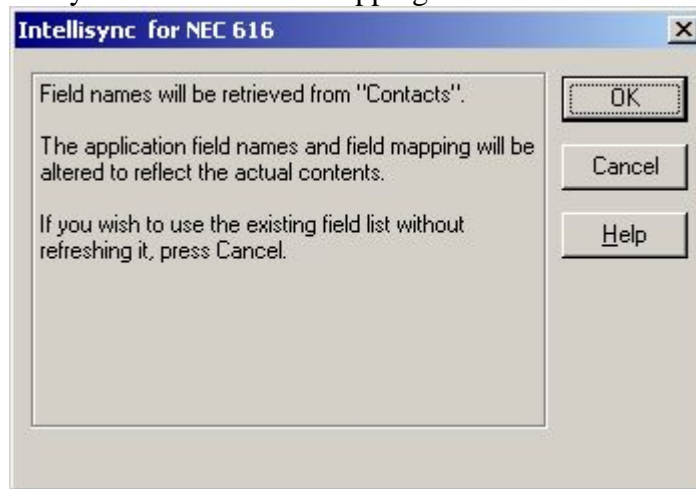 Intellisync for NEC 616
Field names will be retrieved from "Contacts".
OK
The application field names and field mapping will be
altered to reflect the actual contents.
Cancel
If you wish to use the existing field list without
refreshing it, press Cancel.
Help